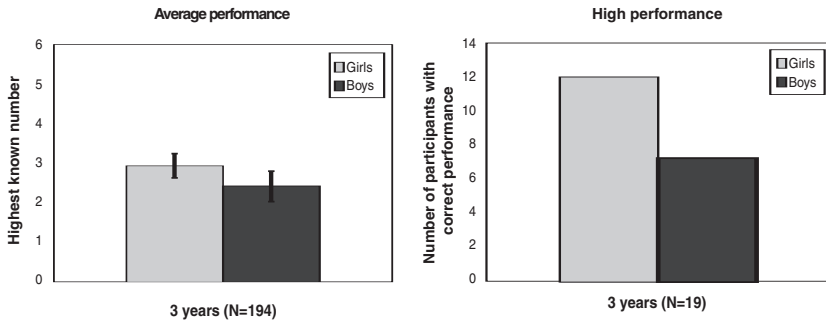 Average performance
Highest known number
6
5
4
3
2
1
0
Girls
Boys
3 years (N=194)
High performance
Number of participants with
correct performance
14
12
10
8
6
4
2
0
Girls
Boys
3 years (N=19)